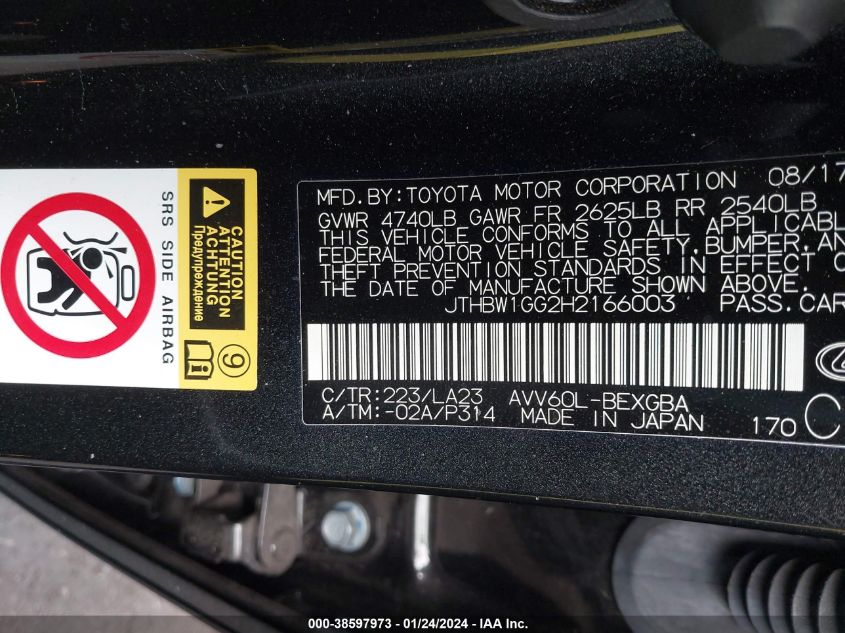 SRS SIDE AIRBAG
CAUTION
ATTENTION
ACHTUNG
Предупреждение
9
MFD.BY:TOYOTA MOTOR CORPORATION 08/17
GVWR 4740LB GAWR FR 2625LB RR 2540LB
THIS VEHICLE CONFORMS TO ALL APPLICABL
FEDERAL MOTOR VEHICLE SAFETY,BUMPER,AN
THEFT PREVENTION STANDARDS IN EFFECT O
THE DATE OF MANUFACTURE SHOWN ABOVE.
JTHBW1GG2H2166003 PASS.CAR
C/TR:223/LA23 AVV60L-BEXGBA
A/TM:-02A/P314 MADE IN JAPAN 170 C
000-38597973 - 01/24/2024 - IAA Inc.